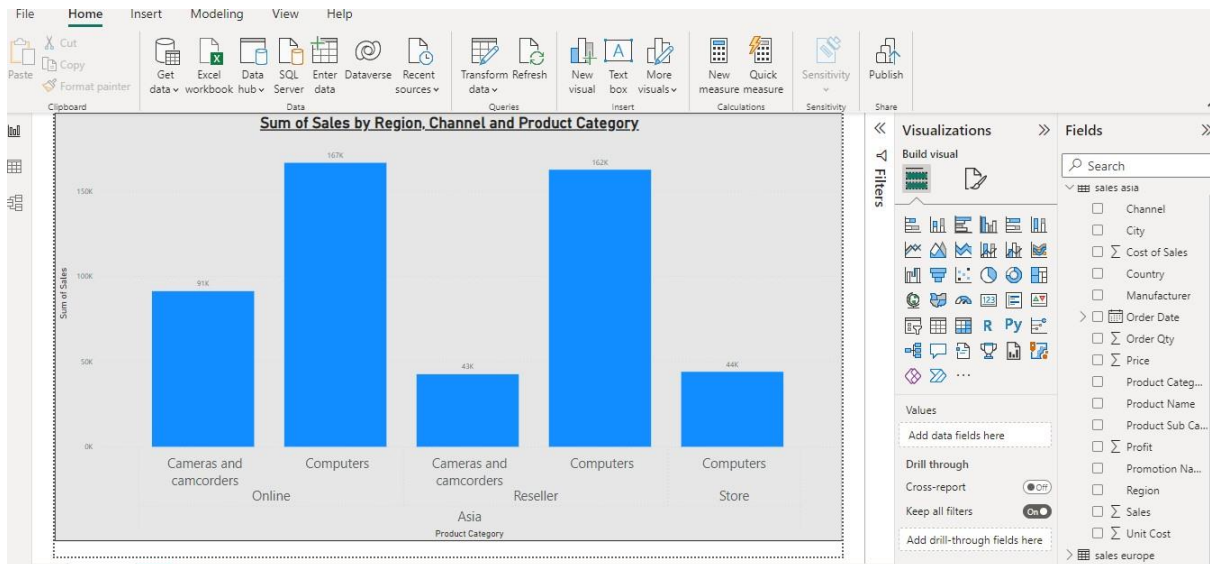 File Home Insert Modeling View Help
Paste
Cut
Copy
Format painter
Get data
Excel workbook
Data hub
SQL Server
Enter data
Dataverse
Recent sources
Transform data
Refresh
New visual
Text box
More visuals
New measure
Quick measure
Sensitivity
Publish
Clipboard Data Queries Insert Calculations Sensitivity Share
Sum of Sales by Region, Channel and Product Category
Sum of Sales
150K
100K
50K
0K
91K
167K
43K
162K
44K
Cameras and camcorders
Computers
Cameras and camcorders
Computers
Computers
Online Reseller Store
Asia
Product Category
Filters
Visualizations
Build visual
123
R Py
Values
Add data fields here
Drill through
Cross-report Off
Keep all filters On
Add drill-through fields here
Fields
Search
sales asia
Channel
City
Cost of Sales
Country
Manufacturer
Order Date
Order Qty
Price
Product Categ...
Product Name
Product Sub Ca...
Profit
Promotion Na...
Region
Sales
Unit Cost
sales europe